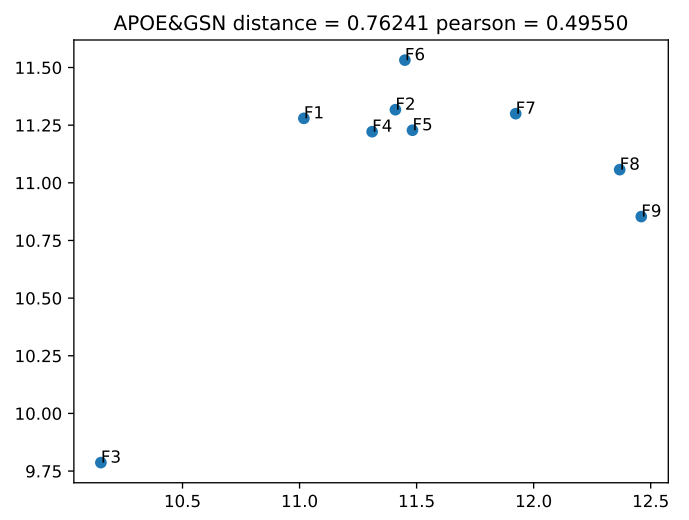 APOE&GSN distance = 0.76241 pearson = 0.49550
11.50
11.25
11.00
10.75
10.50
10.25
10.00
9.75
F6
F2
F1
F7
F4
F5
F8
F9
F3
10.5
11.0
11.5
12.0
12.5